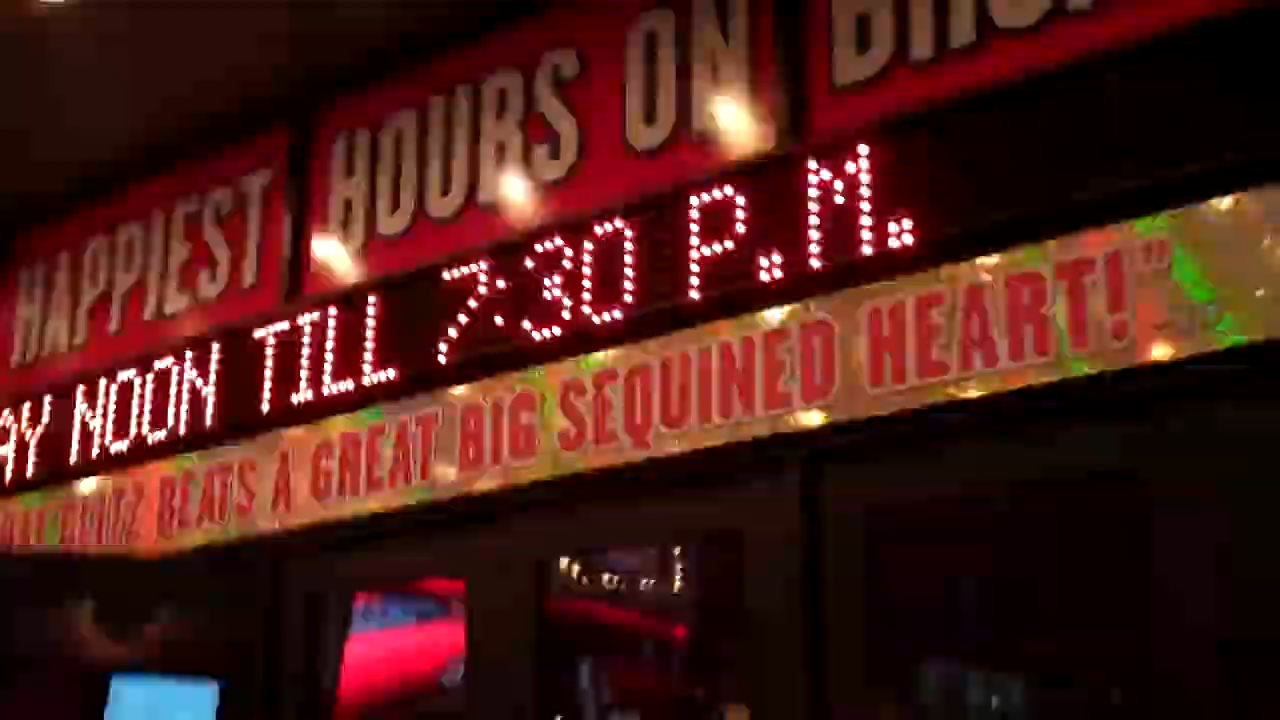 HAPPIEST HOURS ON
NOON TILL 7:30 P.M.
BEATS A GREAT BIG SEQUINED HEART!"